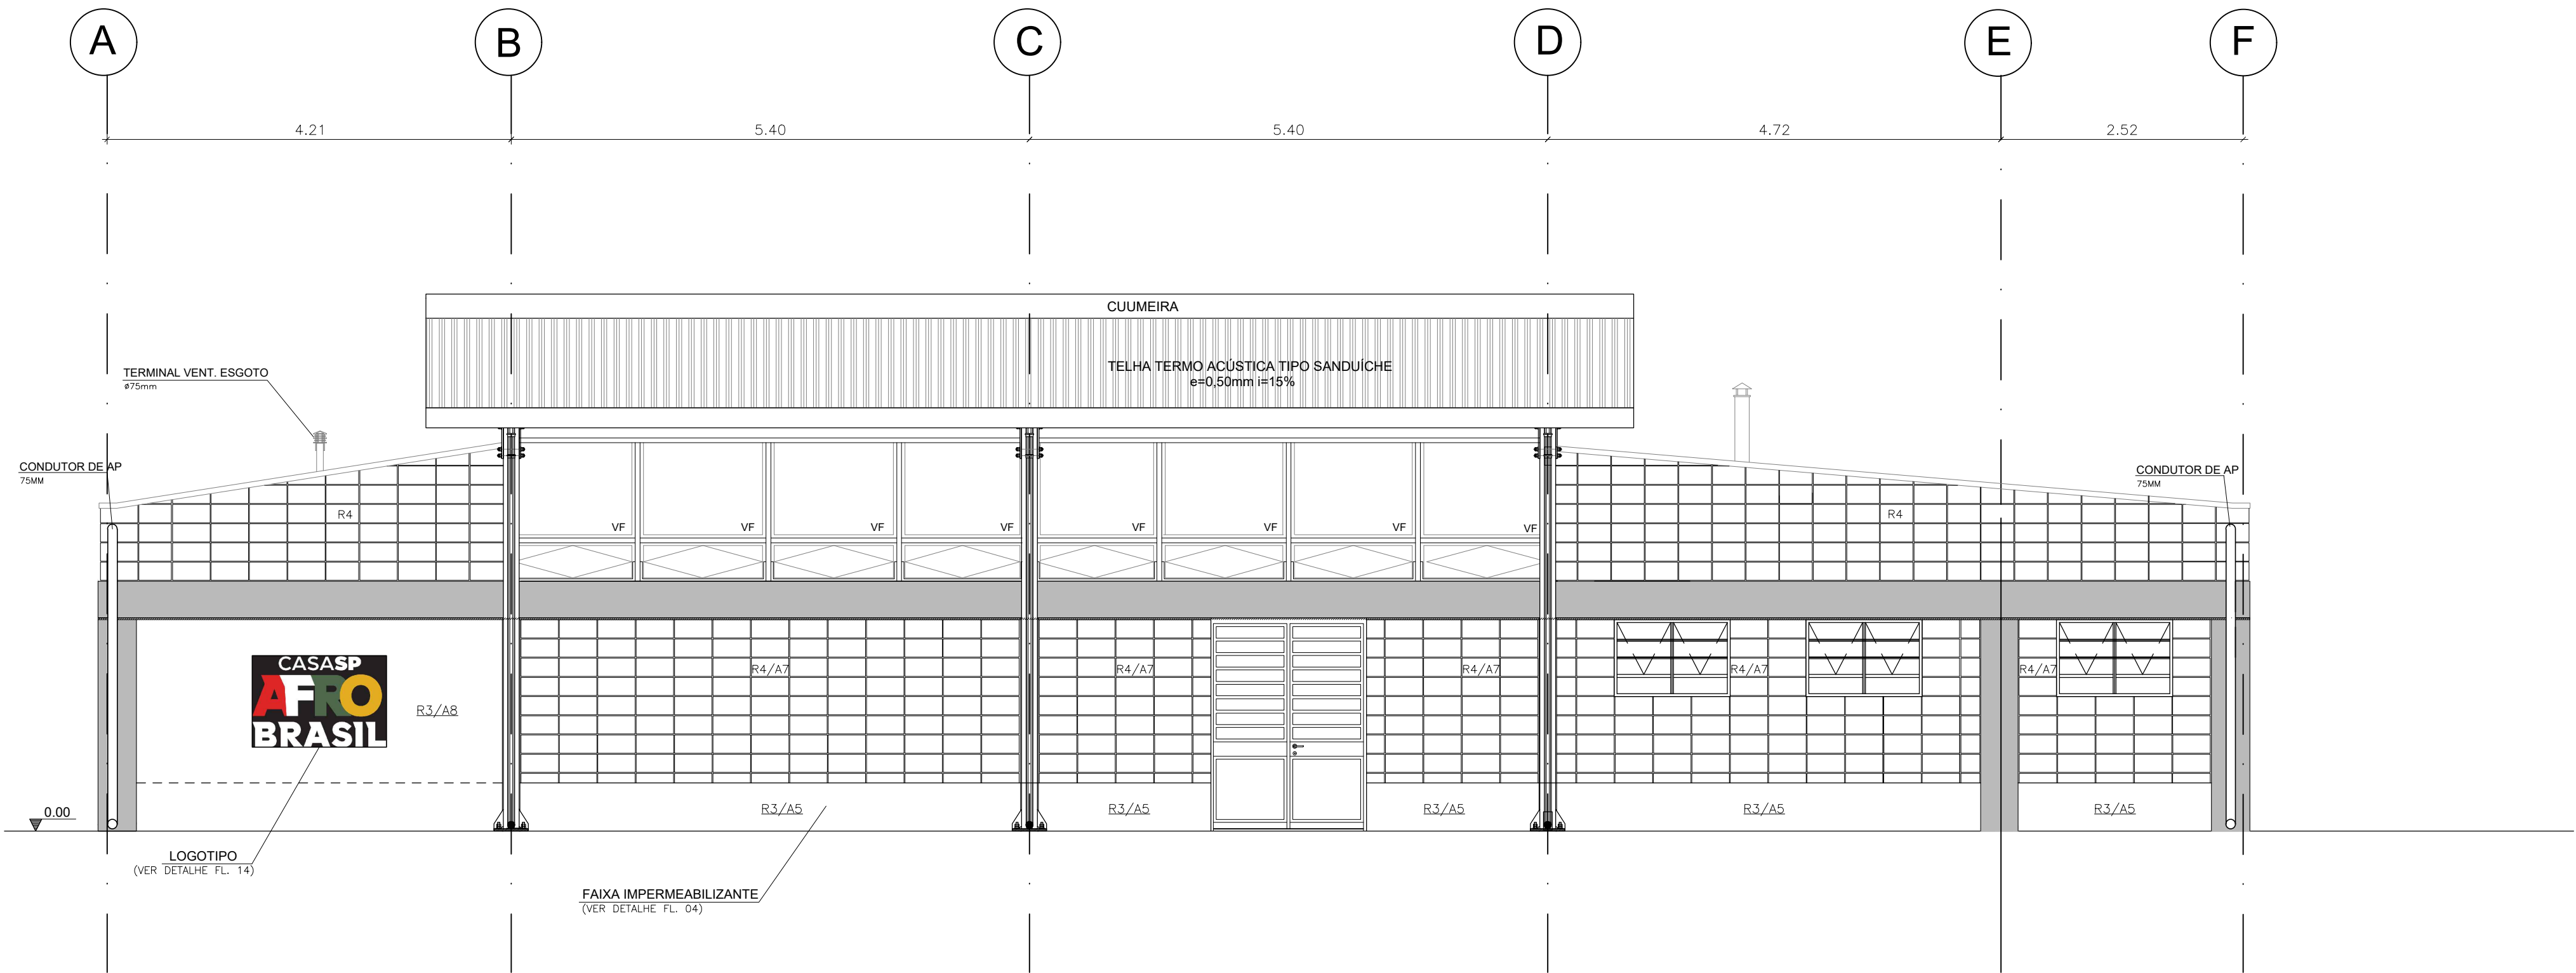 A
B
C
D
E
F
4.21
5.40
5.40
4.72
2.52
CUUMEIRA
TELHA TERMO ACÚSTICA TIPO SANDUÍCHE
e=0,50mm i=15%
TERMINAL VENT. ESGOTO
ø75mm
CONDUTOR DE AP
75MM
CONDUTOR DE AP
75MM
R4
R4
VF
VF
VF
VF
VF
VF
VF
VF
CASASP
AFRO
BRASIL
R3/A8
R4/A7
R4/A7
R4/A7
R4/A7
R4/A7
R3/A5
R3/A5
R3/A5
R3/A5
R3/A5
0.00
LOGOTIPO
(VER DETALHE FL. 14)
FAIXA IMPERMEABILIZANTE
(VER DETALHE FL. 04)